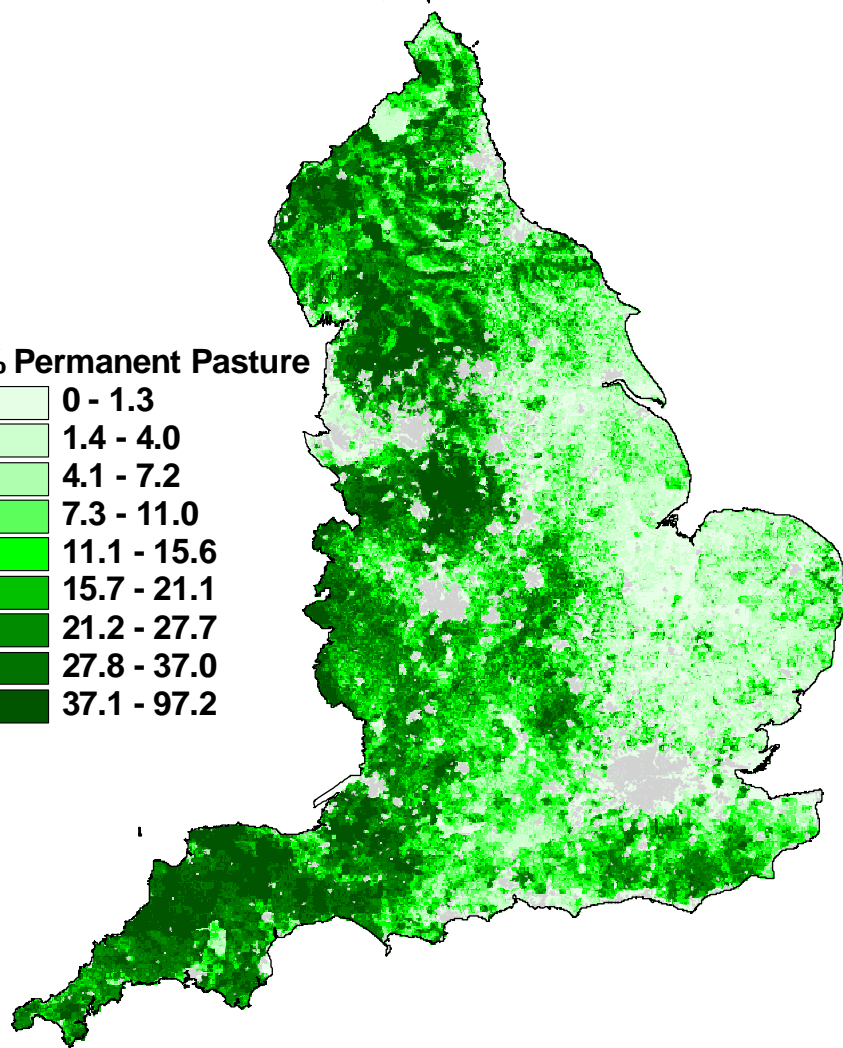 % Permanent Pasture
0 - 1.3
1.4 - 4.0
4.1 - 7.2
7.3 - 11.0
11.1 - 15.6
15.7 - 21.1
21.2 - 27.7
27.8 - 37.0
37.1 - 97.2